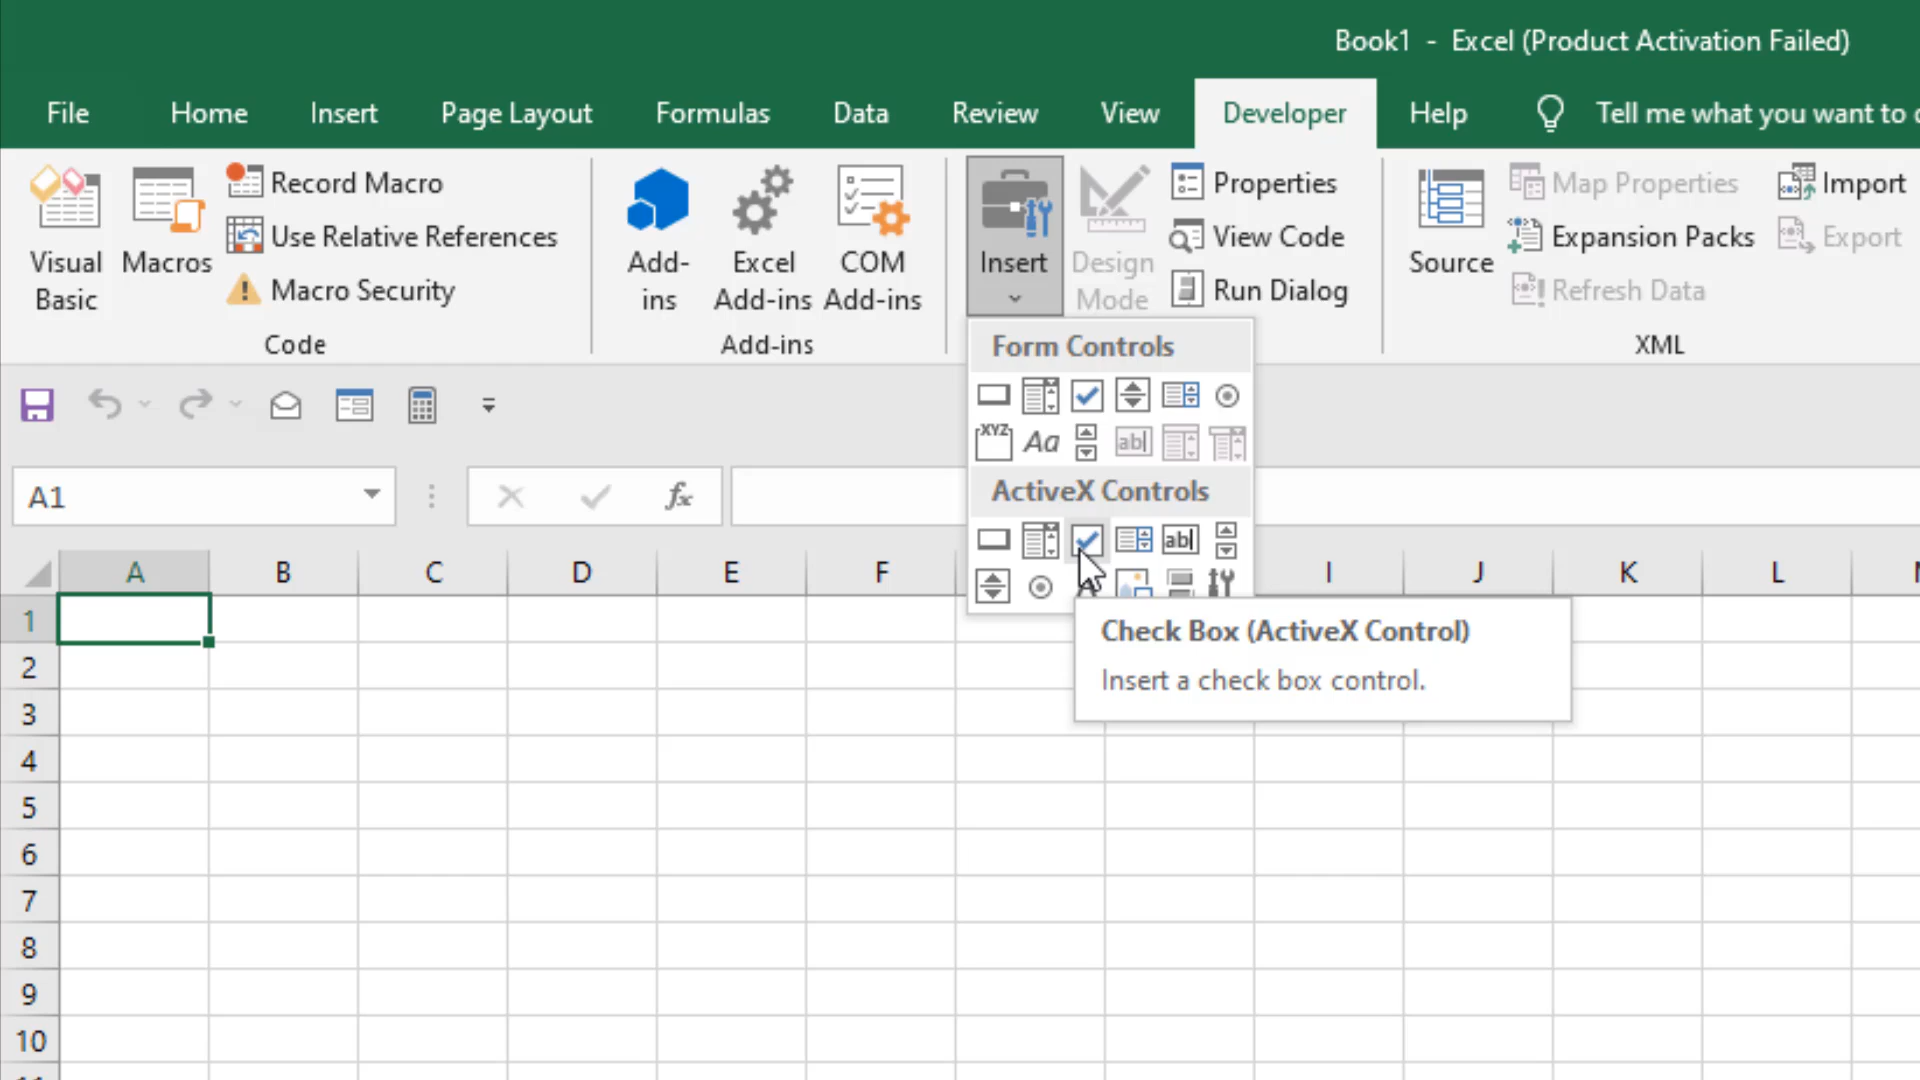 Book1 - Excel (Product Activation Failed)
File Home Insert Page Layout Formulas Data Review View Developer Help Tell me what you want to
Visual Basic
Macros
Record Macro
Use Relative References
Macro Security
Code
Add-ins
Excel Add-ins
COM Add-ins
Add-ins
Insert
Design Mode
Properties
View Code
Run Dialog
Source
Map Properties
Expansion Packs
Refresh Data
Import
Export
XML
Form Controls
XYZ Aa ab|
ActiveX Controls
ab|
A
Check Box (ActiveX Control)
Insert a check box control.
A1
fx
A B C D E F I J K L
1
2
3
4
5
6
7
8
9
10